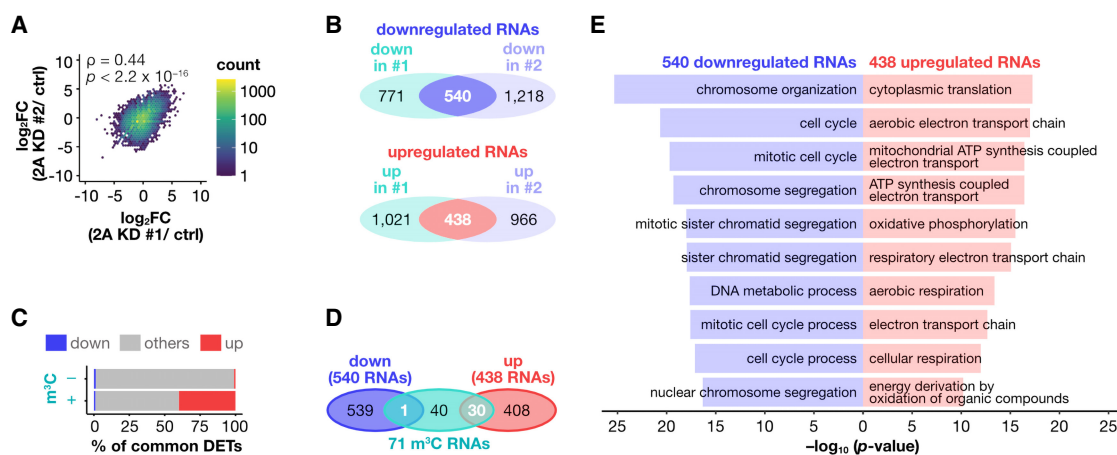 A
ρ = 0.44
p < 2.2 x 10⁻¹⁶
10
5
0
-5
-10
-10 -5 0 5 10
log₂FC
(2A KD #2/ ctrl)
log₂FC
(2A KD #1/ ctrl)
count
1000
100
10
1
B
downregulated RNAs
down
in #1
down
in #2
771 540 1,218
upregulated RNAs
up
in #1
up
in #2
1,021 438 966
C
down others up
m³C
–
+
0 25 50 75 100
% of common DETs
D
down
(540 RNAs)
up
(438 RNAs)
539 1 40 30 408
71 m³C RNAs
E
540 downregulated RNAs 438 upregulated RNAs
chromosome organization cytoplasmic translation
cell cycle aerobic electron transport chain
mitotic cell cycle
mitochondrial ATP synthesis coupled
electron transport
chromosome segregation
ATP synthesis coupled
electron transport
mitotic sister chromatid segregation oxidative phosphorylation
sister chromatid segregation respiratory electron transport chain
DNA metabolic process aerobic respiration
mitotic cell cycle process electron transport chain
cell cycle process cellular respiration
nuclear chromosome segregation
energy derivation by
oxidation of organic compounds
25 20 15 10 5 0 5 10 15 20 25
–log₁₀ (p-value)